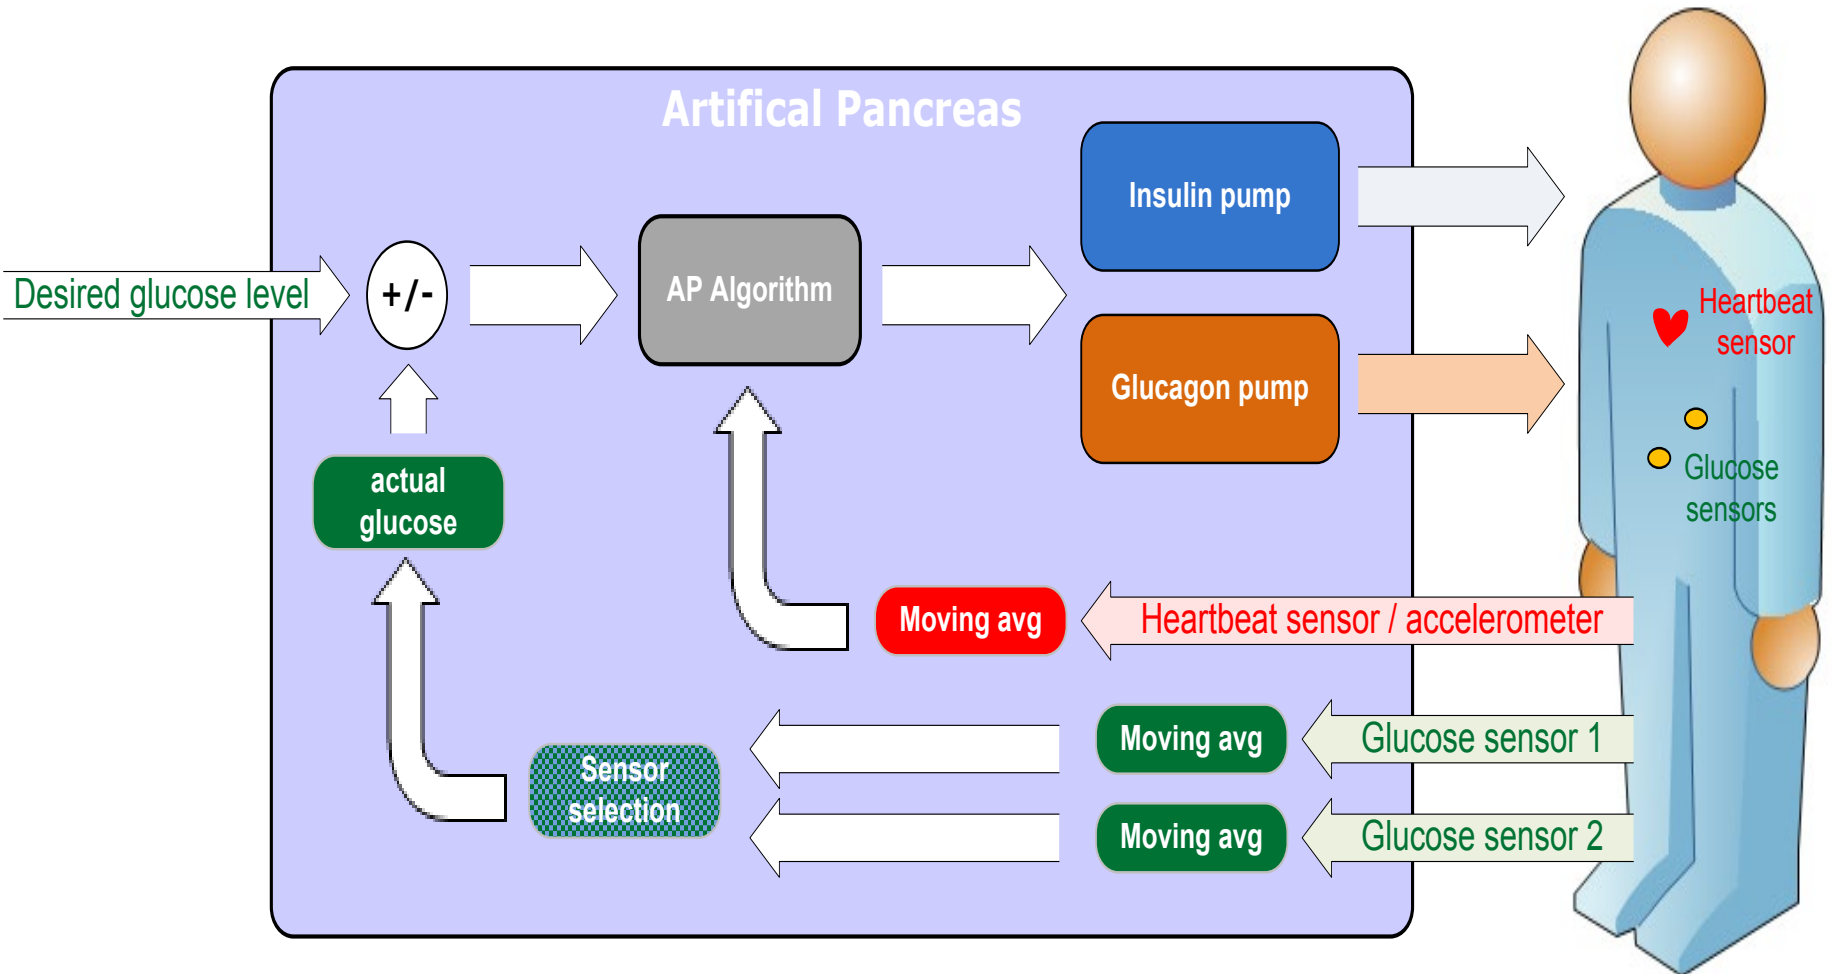 Artifical Pancreas
Insulin pump
Desired glucose level
+/-
AP Algorithm
Glucagon pump
Heartbeat
sensor
Glucose
sensors
actual
glucose
Moving avg
Heartbeat sensor / accelerometer
Moving avg
Glucose sensor 1
Sensor
selection
Moving avg
Glucose sensor 2